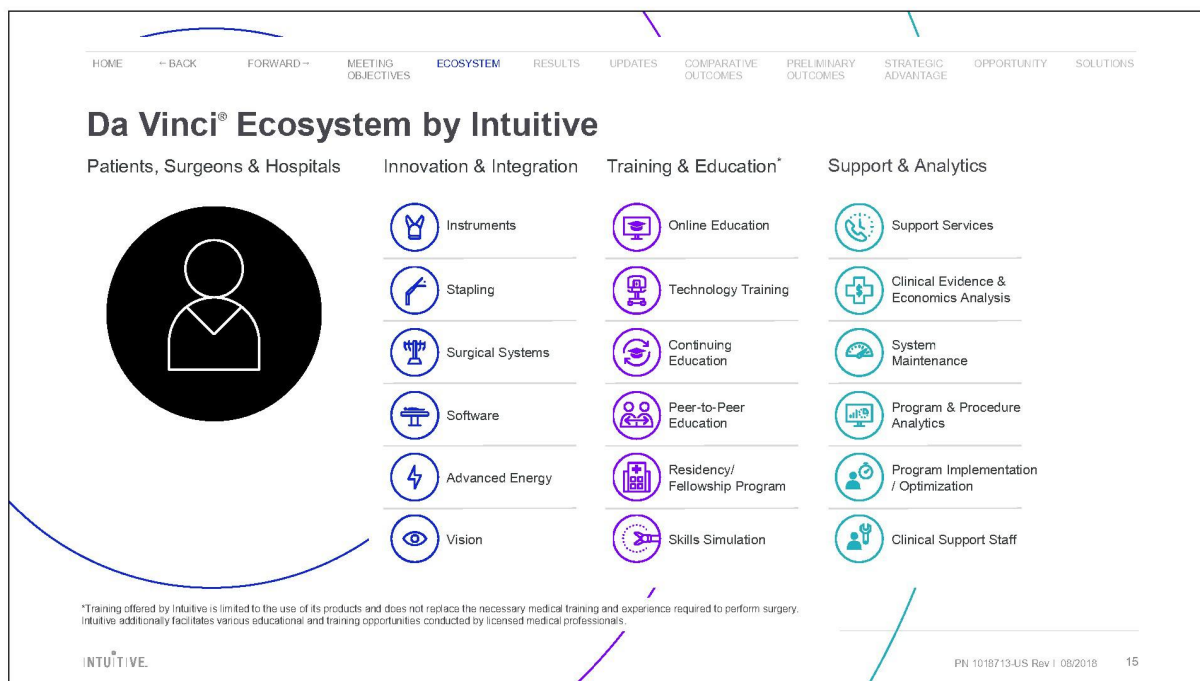 HOME ←BACK FORWARD→ MEETING OBJECTIVES ECOSYSTEM RESULTS UPDATES COMPARATIVE OUTCOMES PRELIMINARY OUTCOMES STRATEGIC ADVANTAGE OPPORTUNITY SOLUTIONS
Da Vinci® Ecosystem by Intuitive
Patients, Surgeons & Hospitals
Innovation & Integration
Instruments
Stapling
Surgical Systems
Software
Advanced Energy
Vision
Training & Education*
Online Education
Technology Training
Continuing
Education
Peer-to-Peer
Education
Residency/
Fellowship Program
Skills Simulation
Support & Analytics
Support Services
Clinical Evidence &
Economics Analysis
System
Maintenance
Program & Procedure
Analytics
Program Implementation
/ Optimization
Clinical Support Staff
*Training offered by Intuitive is limited to the use of its products and does not replace the necessary medical training and experience required to perform surgery.
Intuitive additionally facilitates various educational and training opportunities conducted by licensed medical professionals.
INTUITIVE.
PN 1018713-US Rev I 08/2018 15